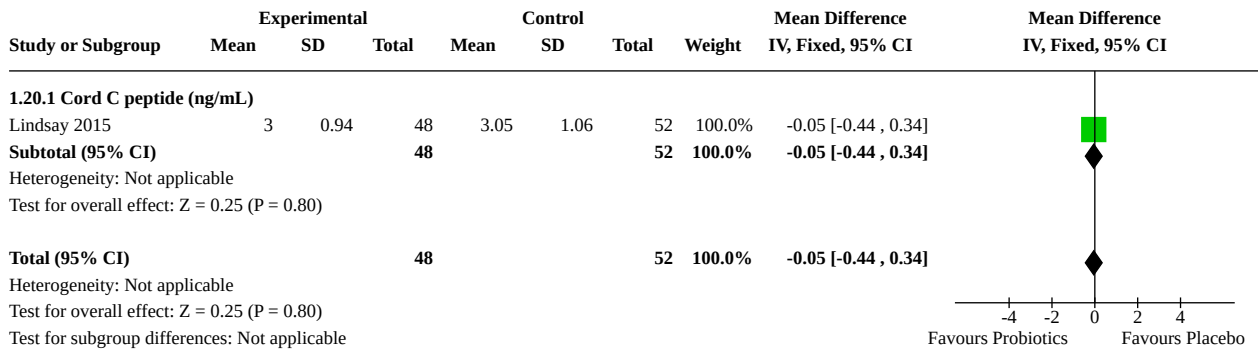 Experimental Control Mean Difference Mean Difference
Study or Subgroup Mean SD Total Mean SD Total Weight IV, Fixed, 95% CI IV, Fixed, 95% CI
1.20.1 Cord C peptide (ng/mL)
Lindsay 2015 3 0.94 48 3.05 1.06 52 100.0% -0.05 [-0.44 , 0.34]
Subtotal (95% CI) 48 52 100.0% -0.05 [-0.44 , 0.34]
Heterogeneity: Not applicable
Test for overall effect: Z = 0.25 (P = 0.80)
Total (95% CI) 48 52 100.0% -0.05 [-0.44 , 0.34]
Heterogeneity: Not applicable
Test for overall effect: Z = 0.25 (P = 0.80)
-4 -2 0 2 4
Test for subgroup differences: Not applicable
Favours Probiotics Favours Placebo